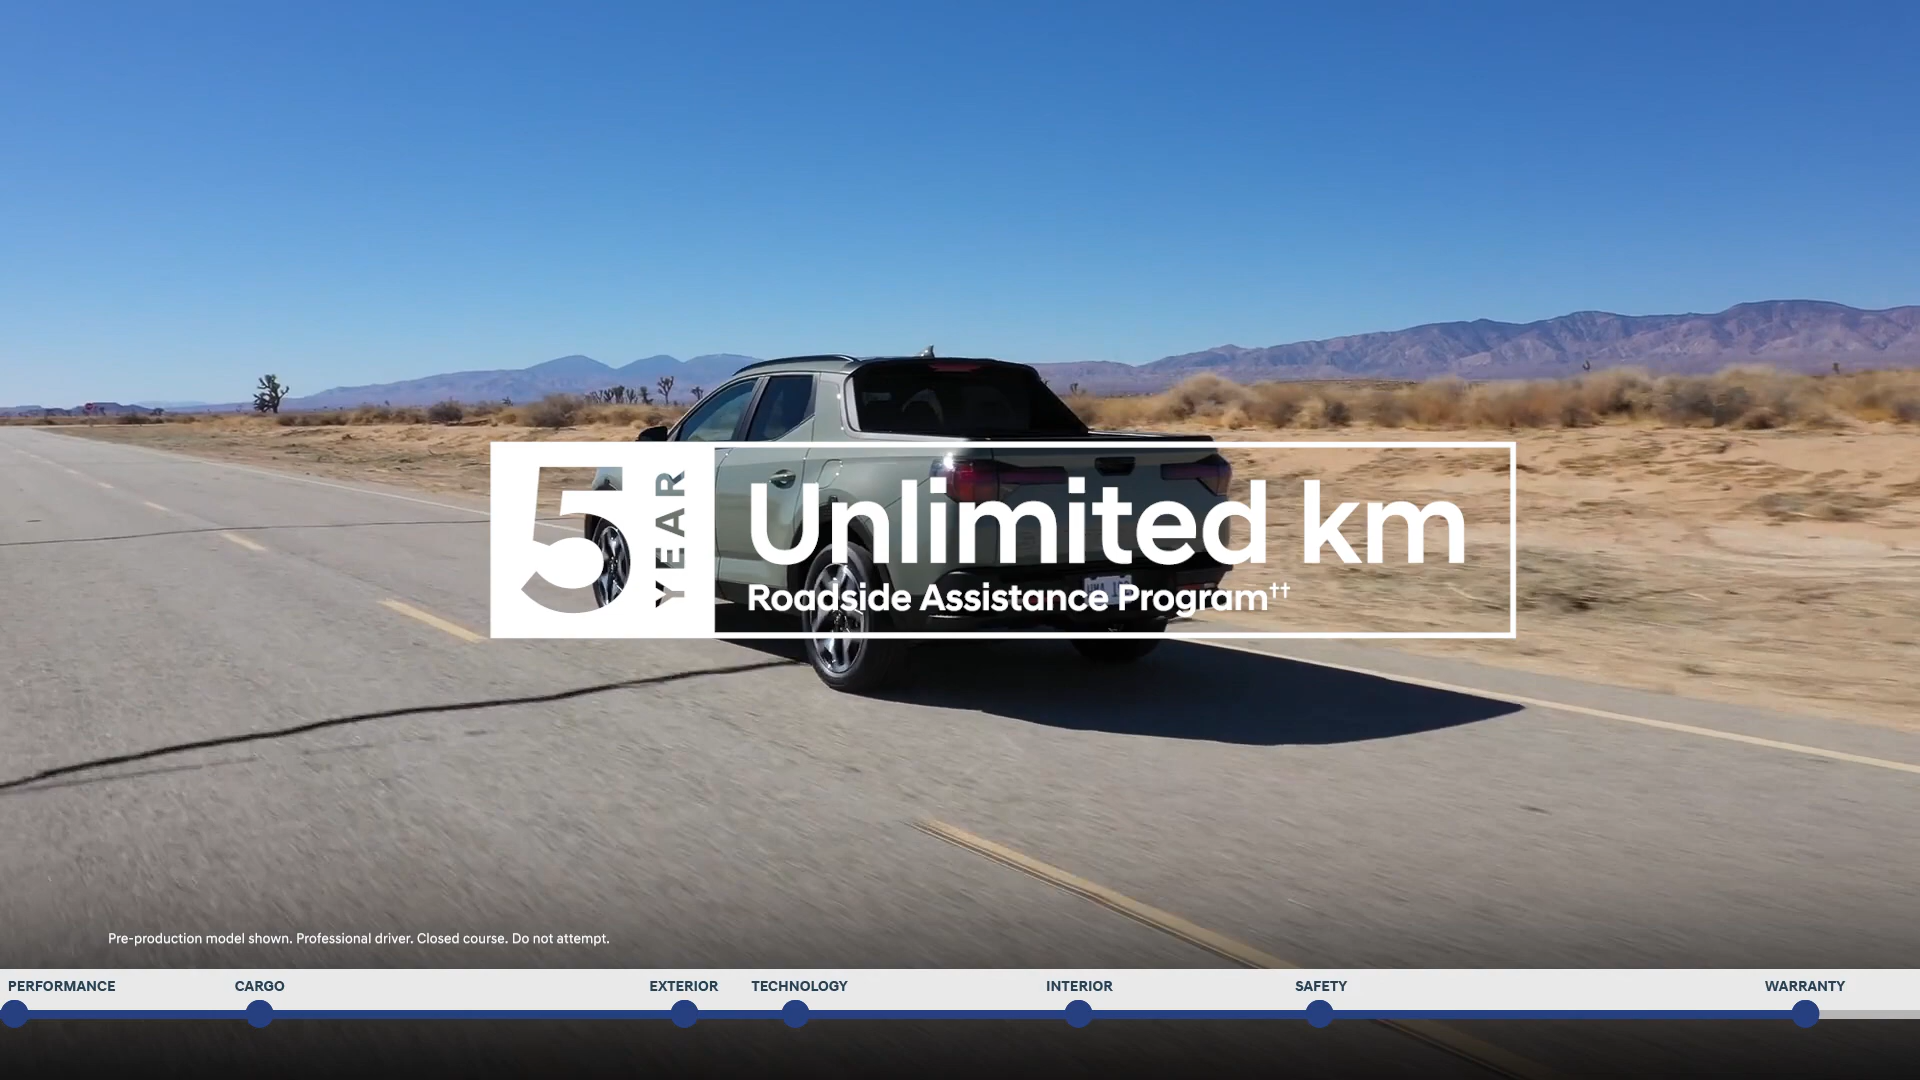 5 YEAR
Unlimited km
Roadside Assistance Program††
Pre-production model shown. Professional driver. Closed course. Do not attempt.
PERFORMANCE CARGO EXTERIOR TECHNOLOGY INTERIOR SAFETY WARRANTY